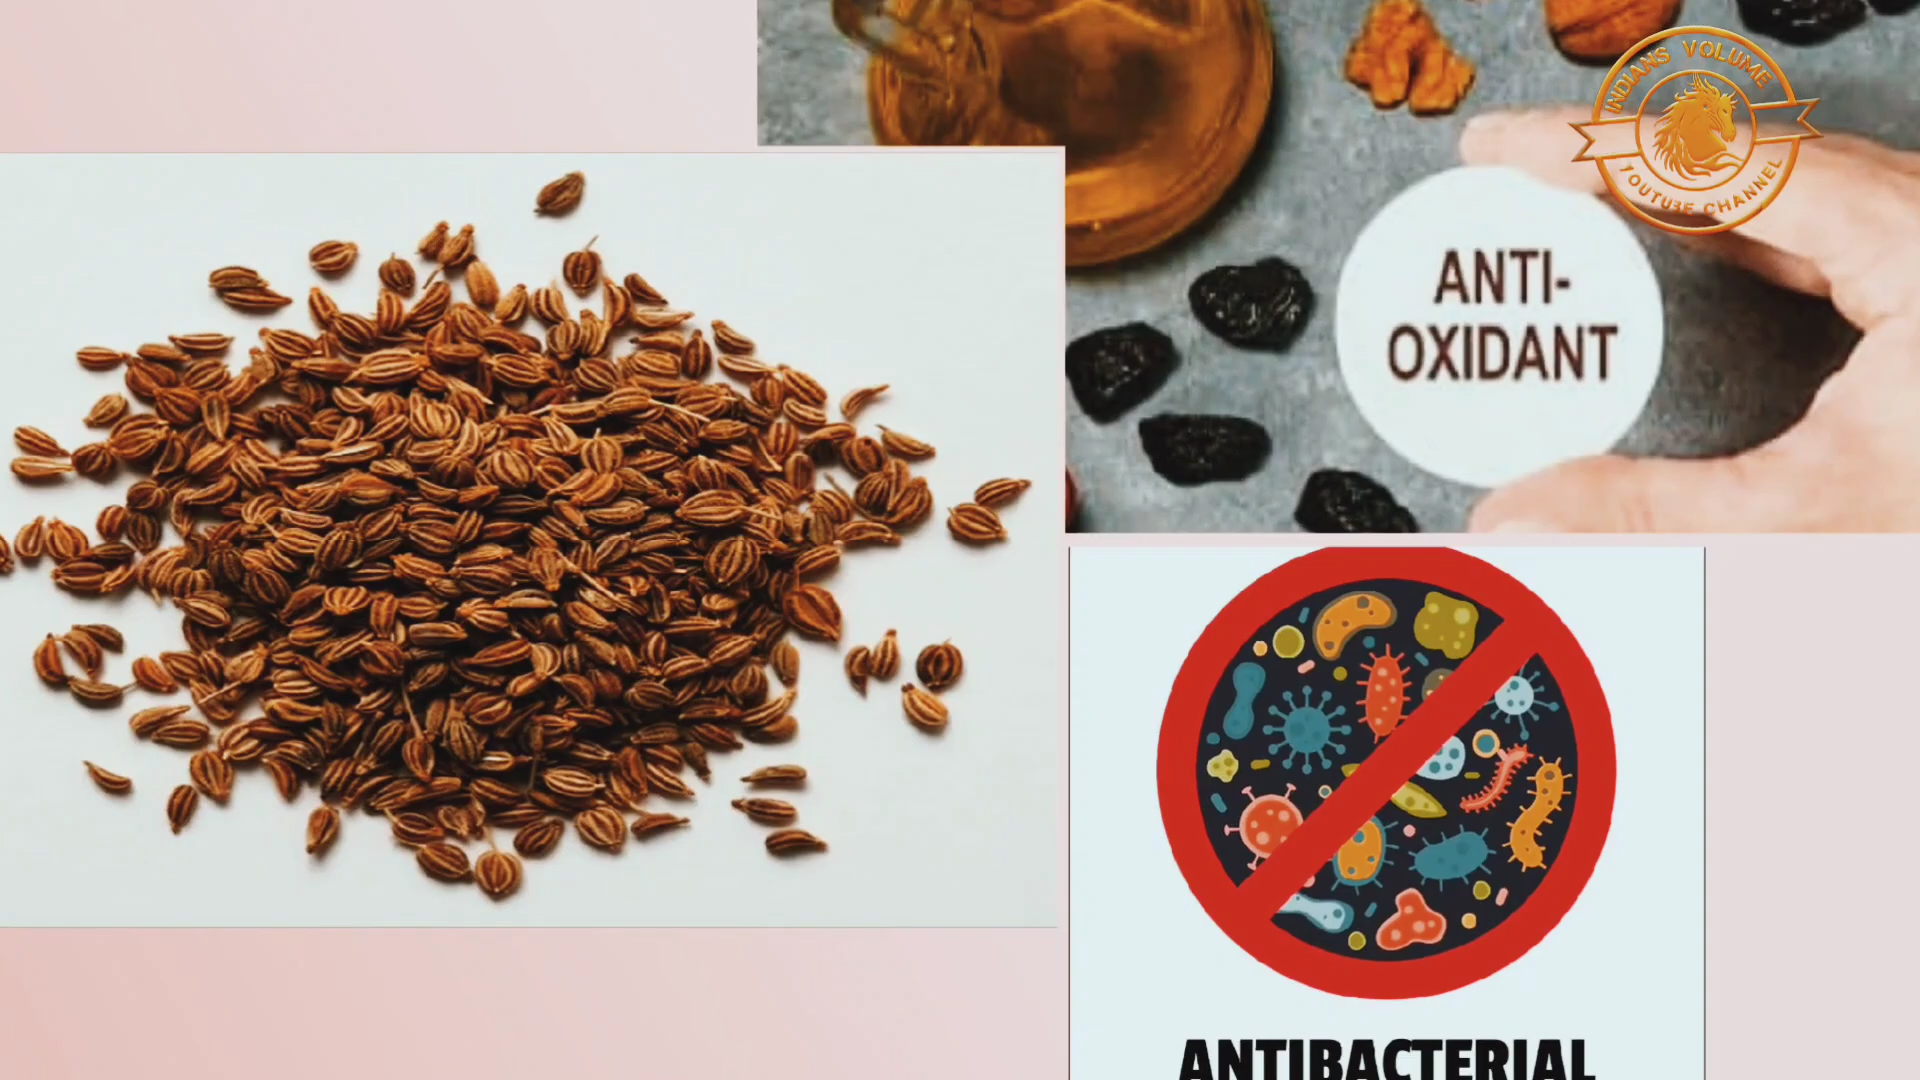 INDIANS VOLUME
YOUTUBE CHANNEL
ANTI-
OXIDANT
ANTIBACTERIAL